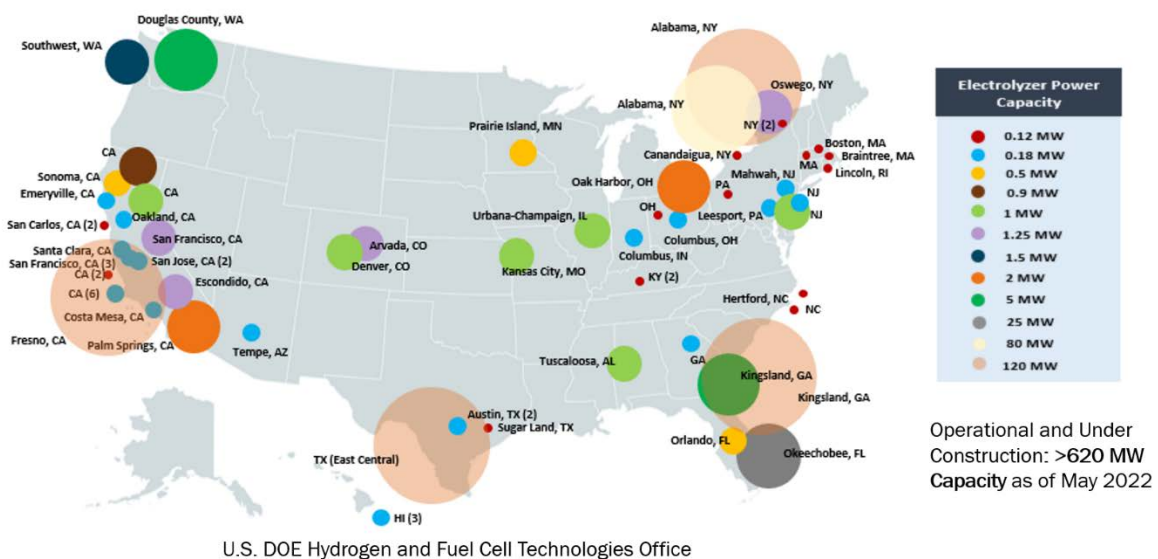 Douglas County, WA
Southwest, WA
Alabama, NY
Oswego, NY
Alabama, NY
NY (2)
Prairie Island, MN
Canandaigua, NY
Boston, MA
Braintree, MA
MA
Lincoln, RI
CA
Sonoma, CA
Emeryville, CA
CA
Oakland, CA
San Carlos, CA (2)
San Francisco, CA
Santa Clara, CA
San Francisco, CA (3)
San Jose, CA (2)
CA (2)
Escondido, CA
CA (6)
Costa Mesa, CA
Fresno, CA
Palm Springs, CA
Tempe, AZ
Arvada, CO
Denver, CO
Urbana-Champaign, IL
Kansas City, MO
Oak Harbor, OH
OH
PA
Mahwah, NJ
NJ
Leesport, PA
NJ
Columbus, OH
Columbus, IN
KY (2)
Hertford, NC
NC
Tuscaloosa, AL
GA
Kingsland, GA
Kingsland, GA
Austin, TX (2)
Sugar Land, TX
TX (East Central)
Orlando, FL
Okeechobee, FL
HI (3)
Electrolyzer Power
Capacity
0.12 MW
0.18 MW
0.5 MW
0.9 MW
1 MW
1.25 MW
1.5 MW
2 MW
5 MW
25 MW
80 MW
120 MW
Operational and Under
Construction: >620 MW
Capacity as of May 2022
U.S. DOE Hydrogen and Fuel Cell Technologies Office